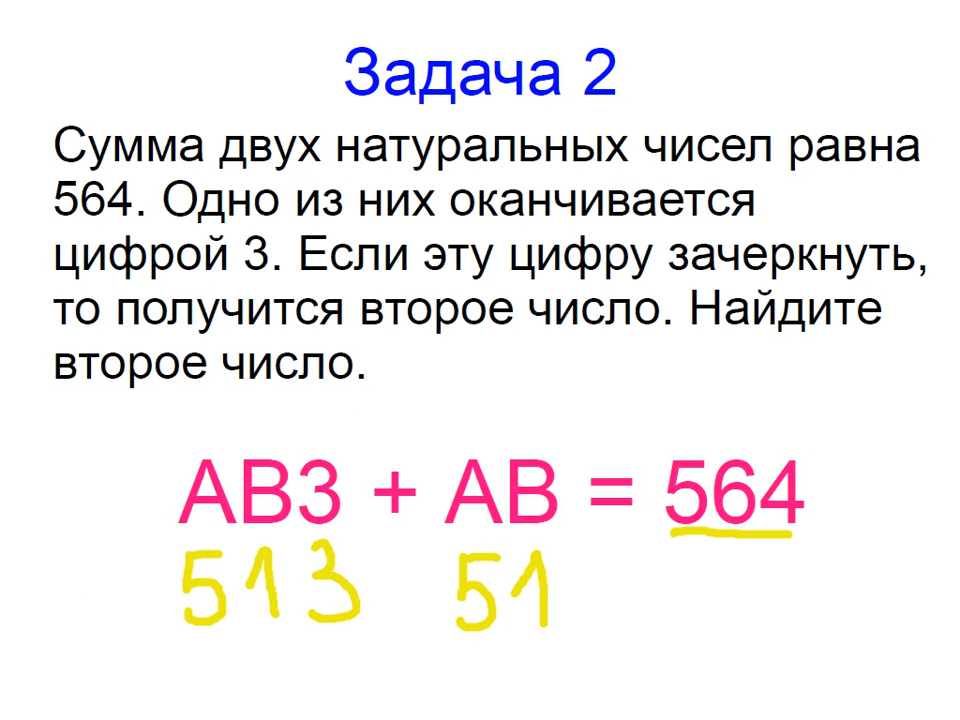 Задача 2
Сумма двух натуральных чисел равна
564. Одно из них оканчивается
цифрой 3. Если эту цифру зачеркнуть,
то получится второе число. Найдите
второе число.
АВ3 + АВ = 564
513 51